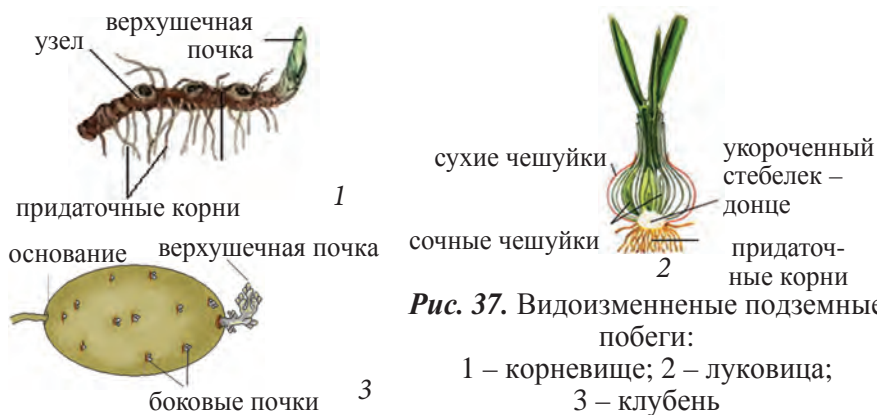 верхушечная
почка
узел
придаточные корни
1
сухие чешуйки
сочные чешуйки
укороченный
стебелек –
донце
придаточ-
ные корни
2
основание
верхушечная почка
боковые почки
3
Рис. 37. Видоизмененные подземные
побеги:
1 – корневище; 2 – луковица;
3 – клубень